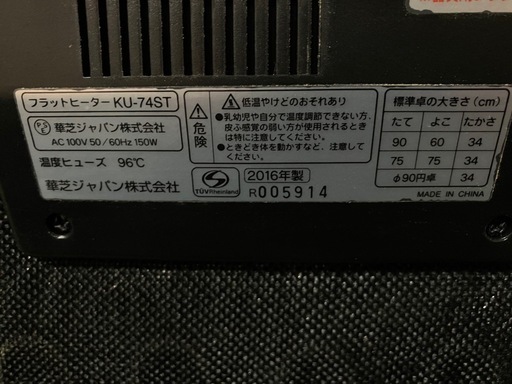 フラットヒーター KU-74ST
PSE
華芝ジャパン株式会社
AC 100V 50/60Hz 150W
温度ヒューズ 96℃
華芝ジャパン株式会社
危険
低温やけどのおそれあり
●乳幼児や自分で温度調節できない方、
皮ふ感覚の弱い方が使用されるとき
は特に注意してください。
●ときどき体を動かすなど、注意して
ください。
TÜVRheinland
2016年製
R005914
標準卓の大きさ(cm)
たて よこ たかさ
90 60 34
75 75 34
φ90円卓 34
MADE IN CHINA